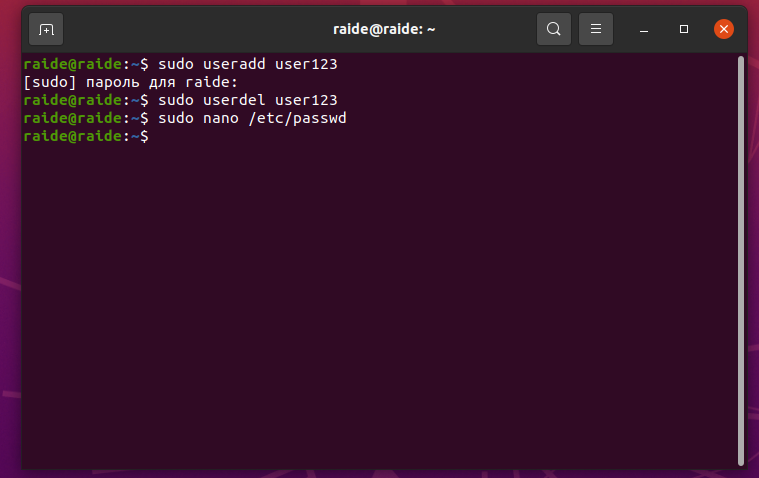 raide@raide: ~
raide@raide:~$ sudo useradd user123
[sudo] пароль для raide:
raide@raide:~$ sudo userdel user123
raide@raide:~$ sudo nano /etc/passwd
raide@raide:~$